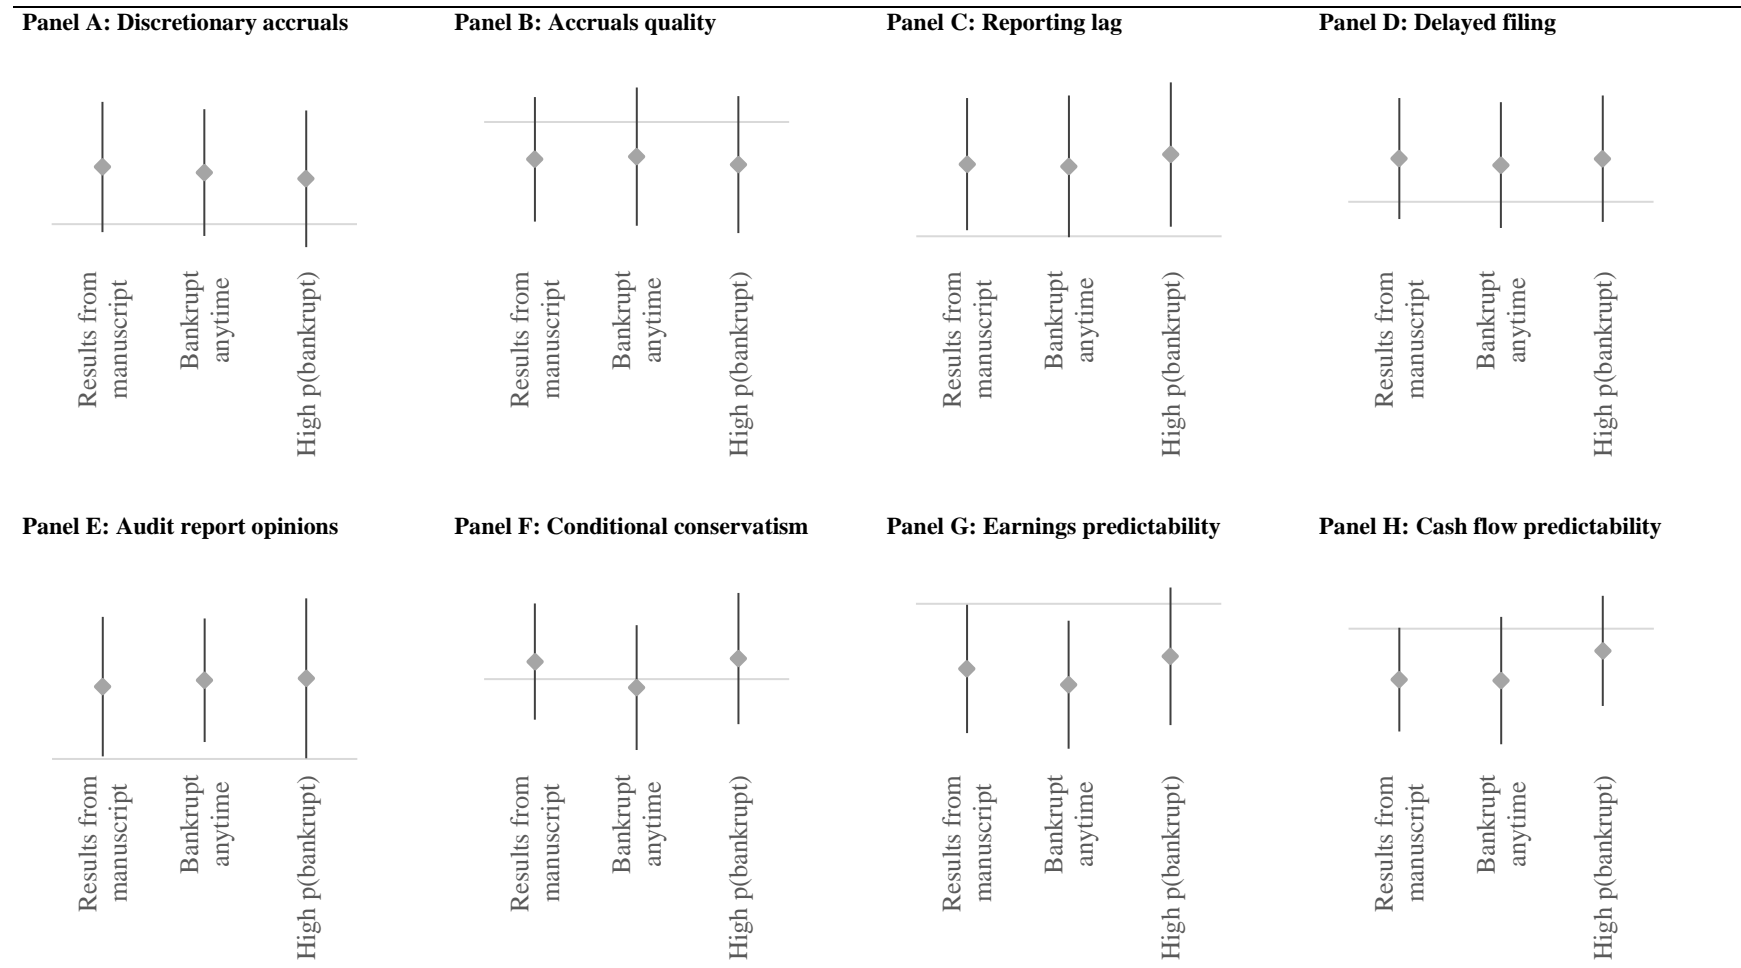 Panel A: Discretionary accruals
Panel B: Accruals quality
Panel C: Reporting lag
Panel D: Delayed filing
Results from
manuscript
Bankrupt
anytime
High p(bankrupt)
Results from
manuscript
Bankrupt
anytime
High p(bankrupt)
Results from
manuscript
Bankrupt
anytime
High p(bankrupt)
Results from
manuscript
Bankrupt
anytime
High p(bankrupt)
Panel E: Audit report opinions
Panel F: Conditional conservatism
Panel G: Earnings predictability
Panel H: Cash flow predictability
Results from
manuscript
Bankrupt
anytime
High p(bankrupt)
Results from
manuscript
Bankrupt
anytime
High p(bankrupt)
Results from
manuscript
Bankrupt
anytime
High p(bankrupt)
Results from
manuscript
Bankrupt
anytime
High p(bankrupt)